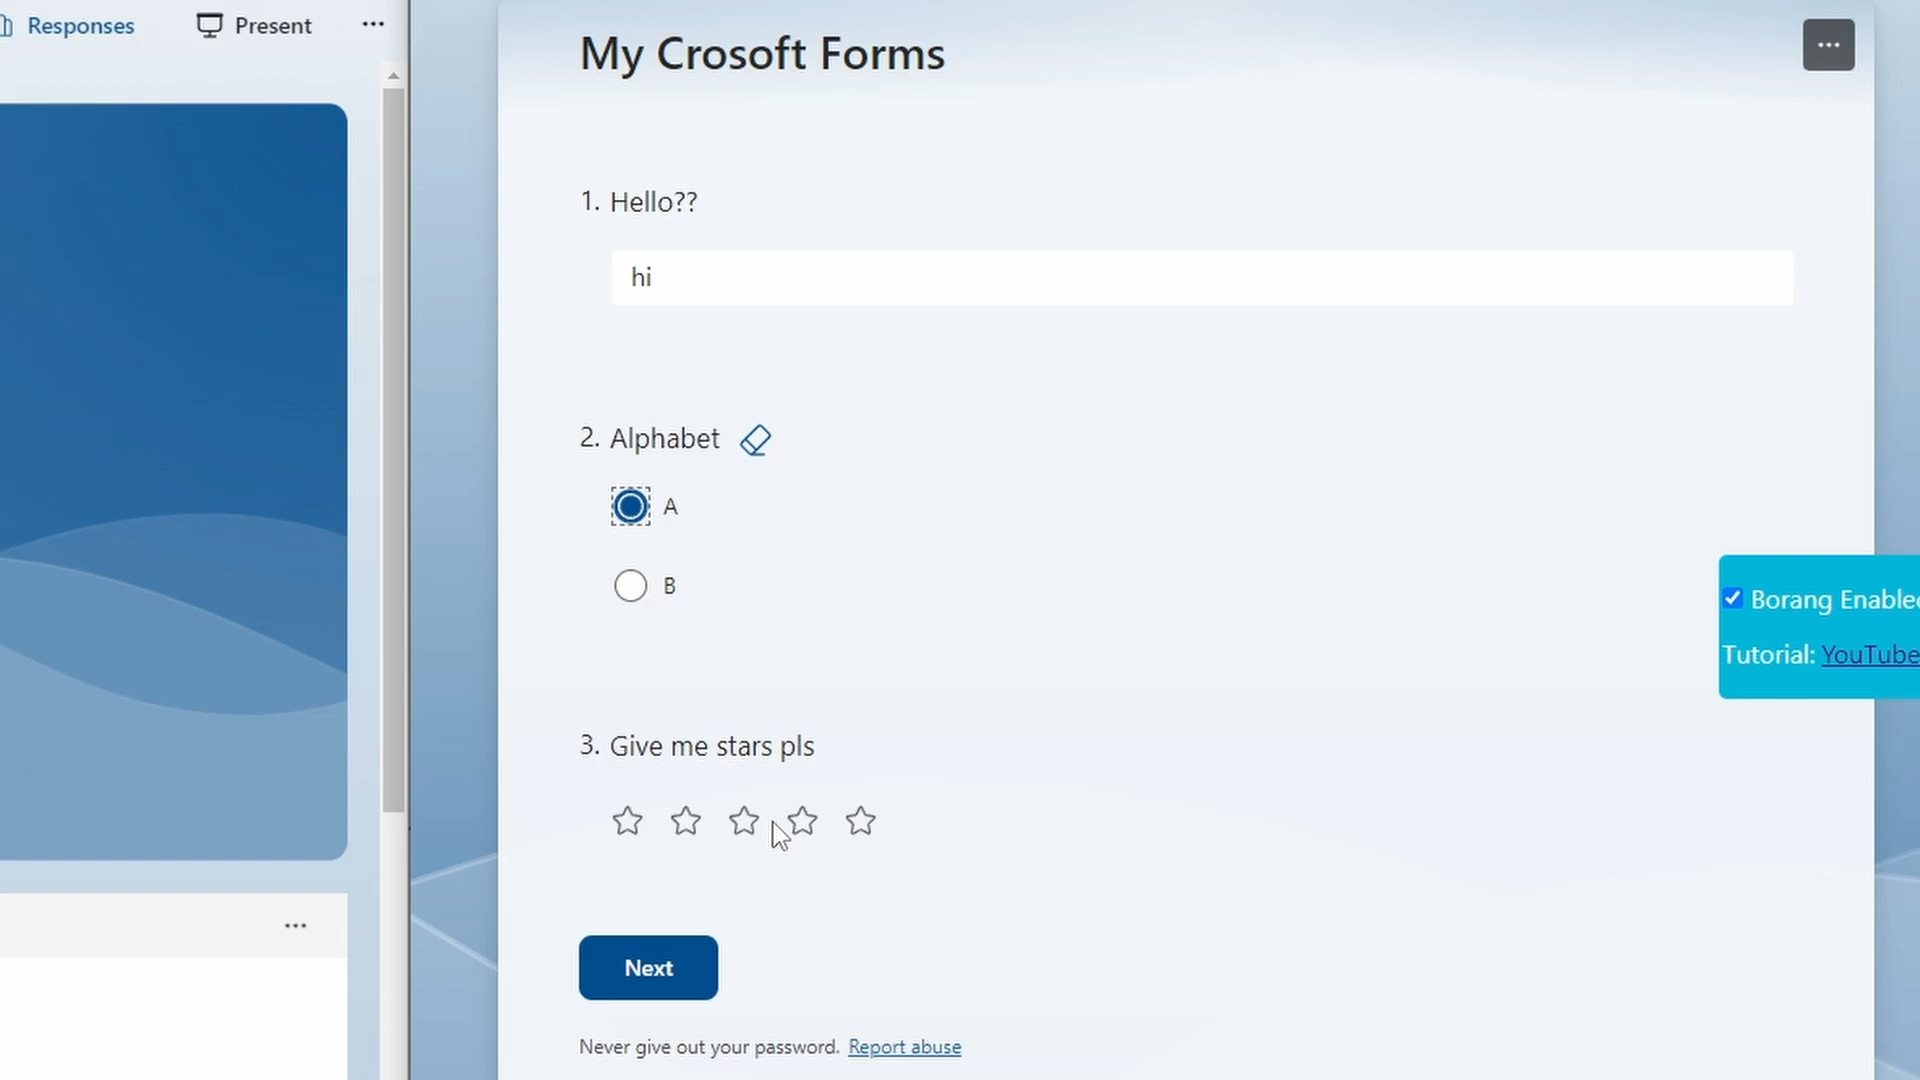 Responses
Present
My Crosoft Forms
1. Hello??
hi
2. Alphabet
A
B
Borang Enabled
Tutorial: YouTube
3. Give me stars pls
Next
Never give out your password. Report abuse